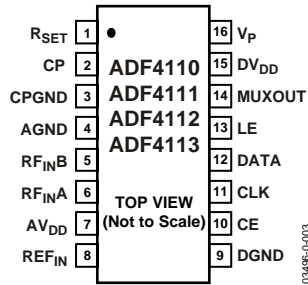 RSET 1 16 VP
CP 2 ADF4110 15 DVDD
CPGND 3 ADF4111 14 MUXOUT
AGND 4 ADF4112 13 LE
ADF4113
RFINB 5 12 DATA
RFINA 6 TOP VIEW 11 CLK
AVDD 7 (Not to Scale) 10 CE
REFIN 8 9 DGND
03496-0-003